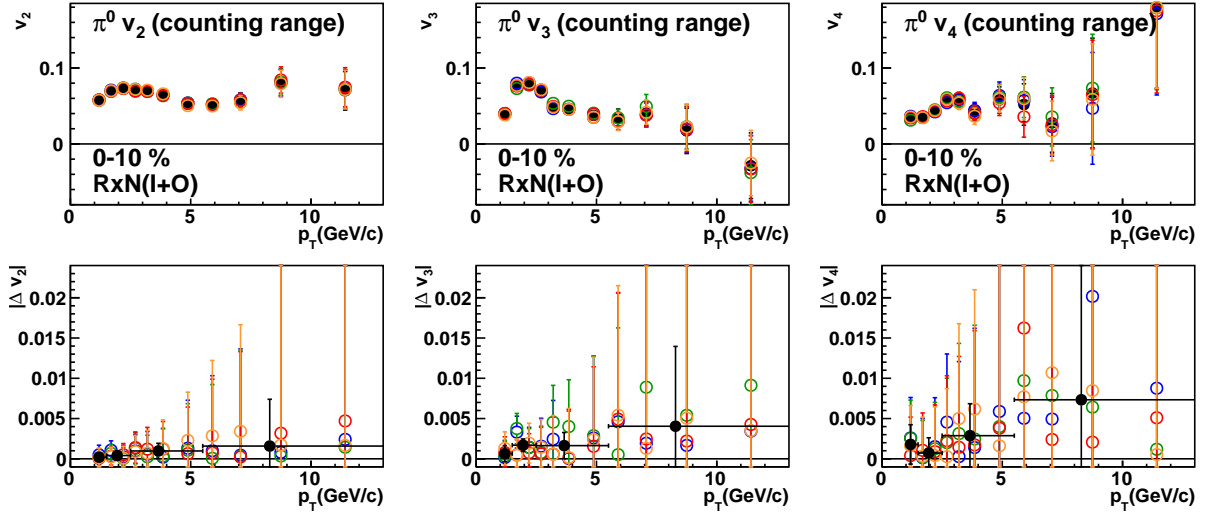 v2
π0 v2 (counting range)
0.1
0
0-10 %
RxN(I+O)
0 5 10
pT(GeV/c)
v3
π0 v3 (counting range)
0.1
0
0-10 %
RxN(I+O)
0 5 10
pT(GeV/c)
v4
π0 v4 (counting range)
0.1
0
0-10 %
RxN(I+O)
0 5 10
pT(GeV/c)
|Δ v2|
0.02
0.015
0.01
0.005
0
0 5 10
pT(GeV/c)
|Δ v3|
0.02
0.015
0.01
0.005
0
0 5 10
pT(GeV/c)
|Δ v4|
0.02
0.015
0.01
0.005
0
0 5 10
pT(GeV/c)